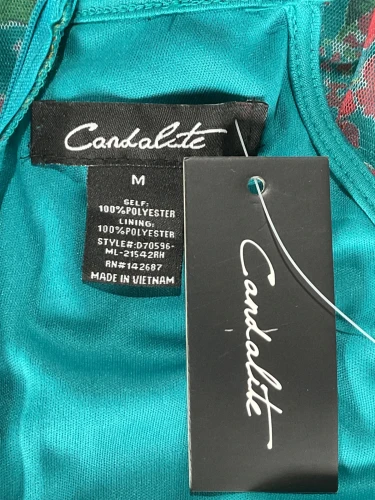 Candalite
M
SELF:
100%POLYESTER
LINING:
100%POLYESTER
STYLE#:D70596-
ML-21542RH
RN#142687
MADE IN VIETNAM
Candalite